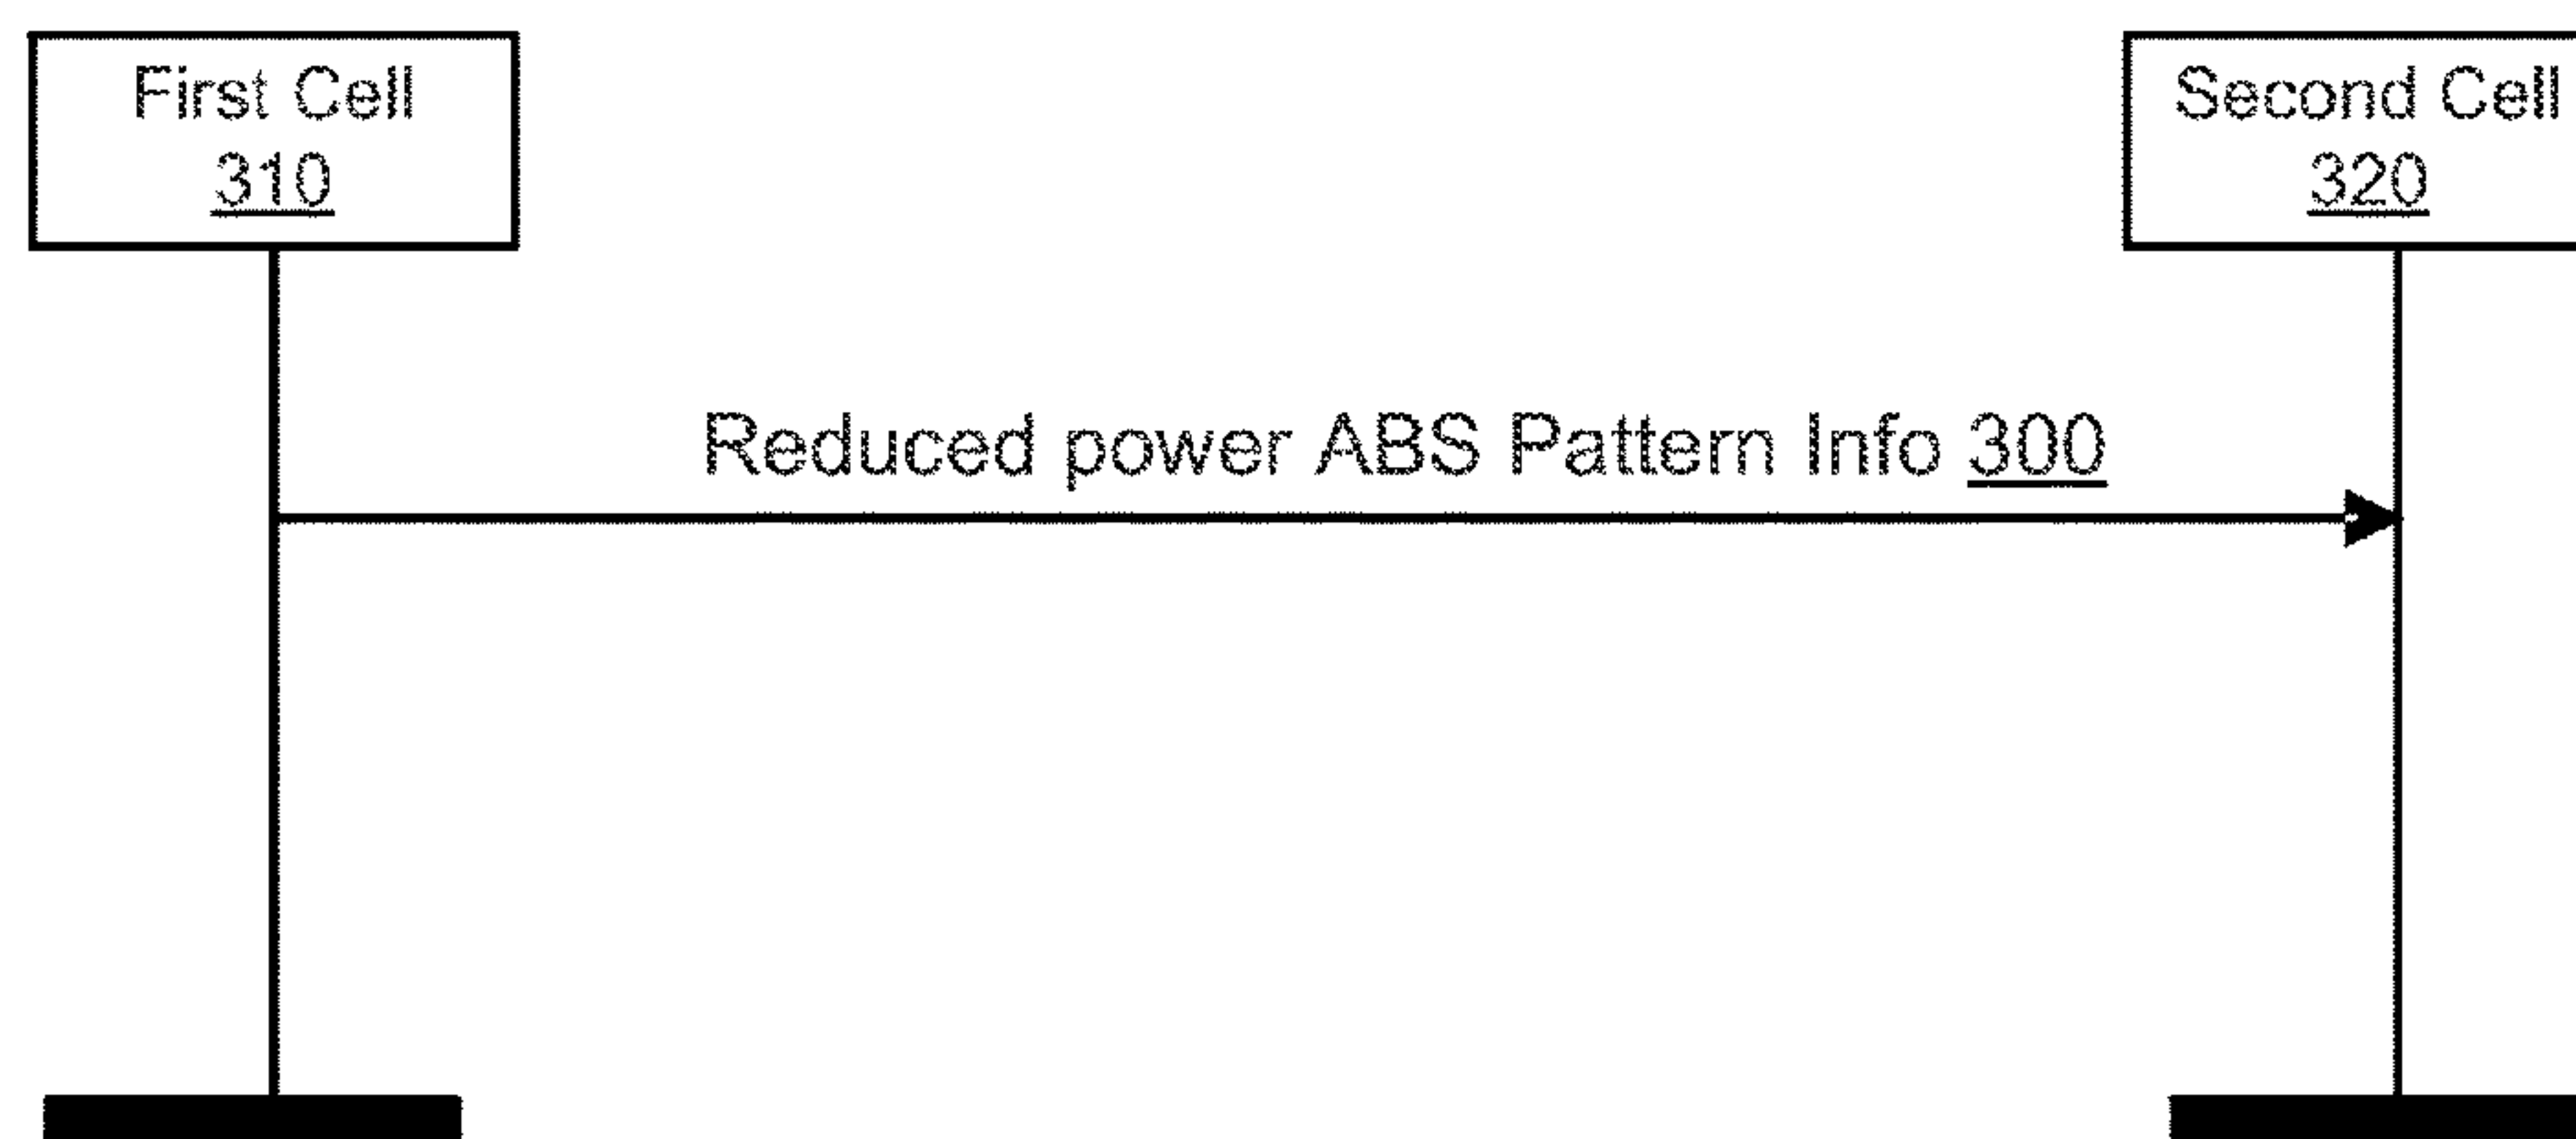 First Cell
310
Second Cell
320
Reduced power ABS Pattern Info 300